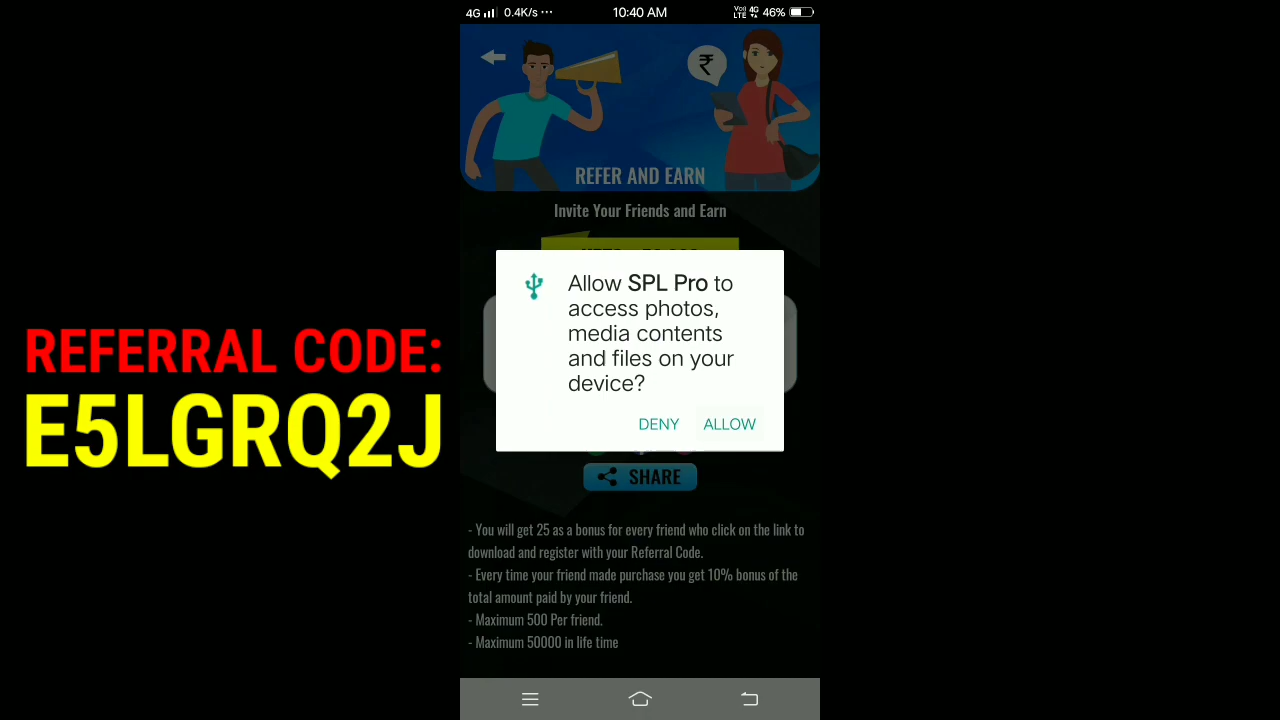 4G 0.4K/s ... 10:40 AM VoLTE 4G 46%
₹
REFER AND EARN
Invite Your Friends and Earn
Allow SPL Pro to
access photos,
media contents
and files on your
device?
DENY ALLOW
REFERRAL CODE:
E5LGRQ2J
SHARE
- You will get 25 as a bonus for every friend who click on the link to
download and register with your Referral Code.
- Every time your friend made purchase you get 10% bonus of the
total amount paid by your friend.
- Maximum 500 Per friend.
- Maximum 50000 in life time